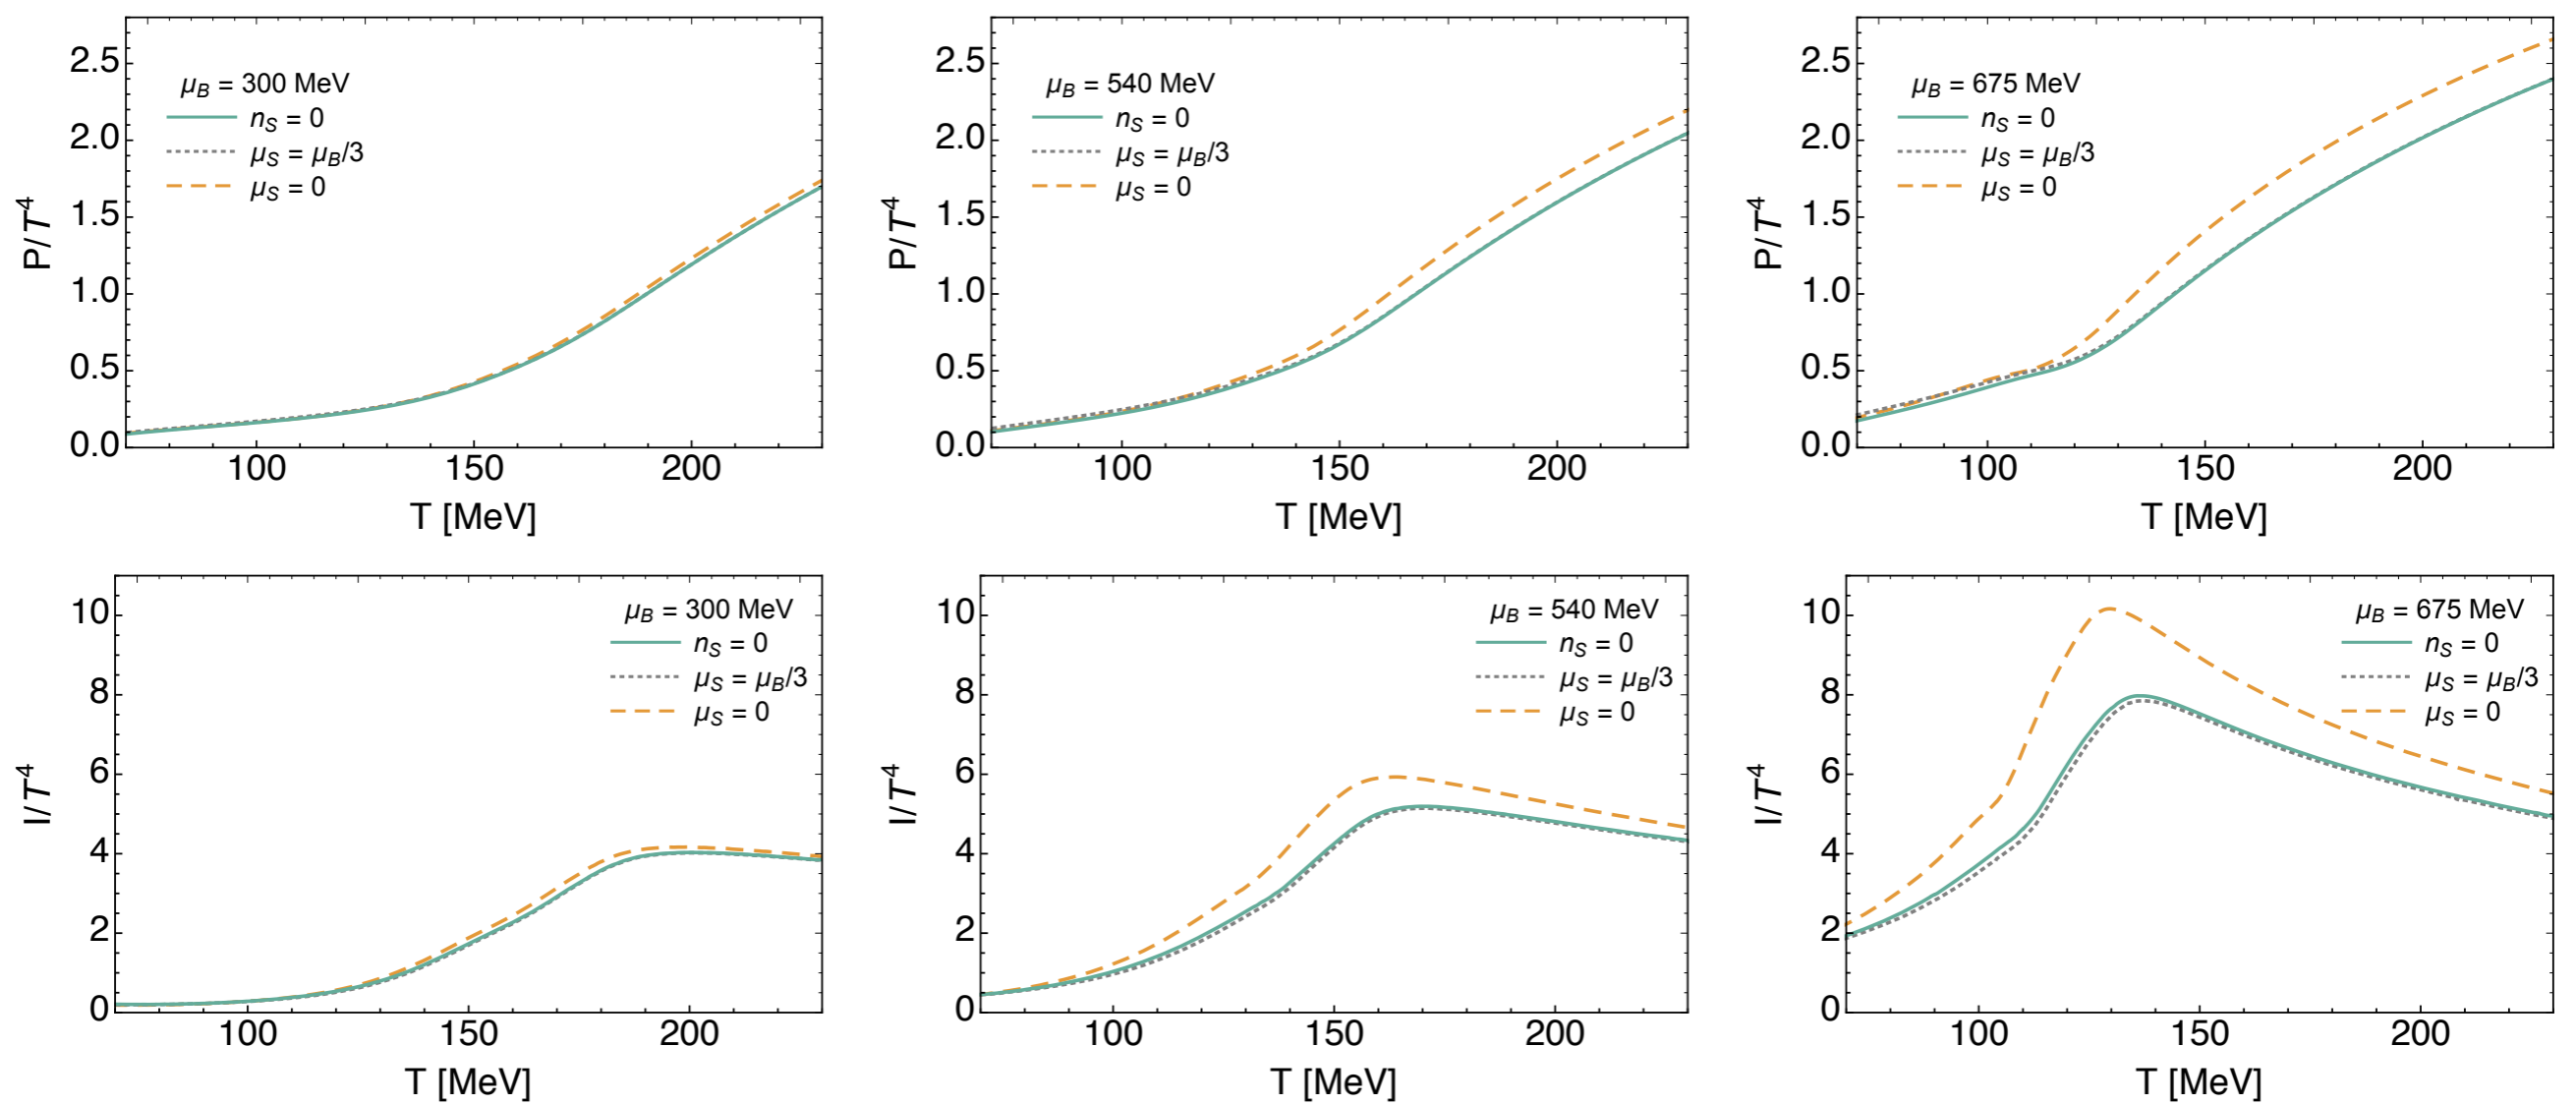 P/T⁴
2.5
2.0
1.5
1.0
0.5
0.0
μB = 300 MeV
nS = 0
μS = μB/3
μS = 0
100 150 200
T [MeV]
P/T⁴
2.5
2.0
1.5
1.0
0.5
0.0
μB = 540 MeV
nS = 0
μS = μB/3
μS = 0
100 150 200
T [MeV]
P/T⁴
2.5
2.0
1.5
1.0
0.5
0.0
μB = 675 MeV
nS = 0
μS = μB/3
μS = 0
100 150 200
T [MeV]
I/T⁴
10
8
6
4
2
0
μB = 300 MeV
nS = 0
μS = μB/3
μS = 0
100 150 200
T [MeV]
I/T⁴
10
8
6
4
2
0
μB = 540 MeV
nS = 0
μS = μB/3
μS = 0
100 150 200
T [MeV]
I/T⁴
10
8
6
4
2
0
μB = 675 MeV
nS = 0
μS = μB/3
μS = 0
100 150 200
T [MeV]